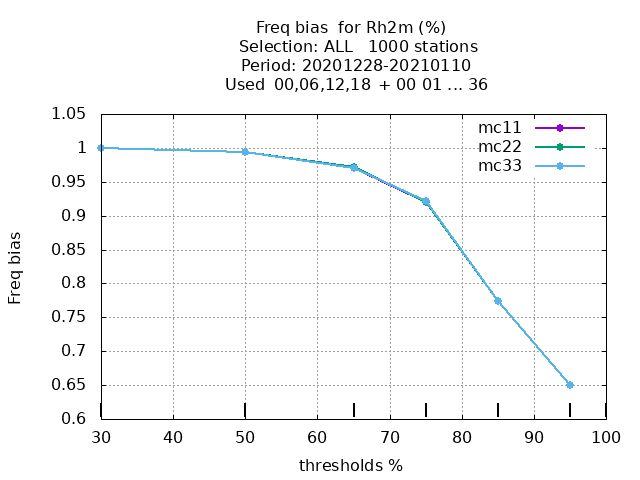 Freq bias  for Rh2m (%)
Selection: ALL   1000 stations
Period: 20201228-20210110
Used  00,06,12,18  + 00 01 ... 36
mc11
mc22
mc33
1.05
1
0.95
0.9
0.85
0.8
0.75
0.7
0.65
0.6
Freq bias
30 40 50 60 70 80 90 100
thresholds %